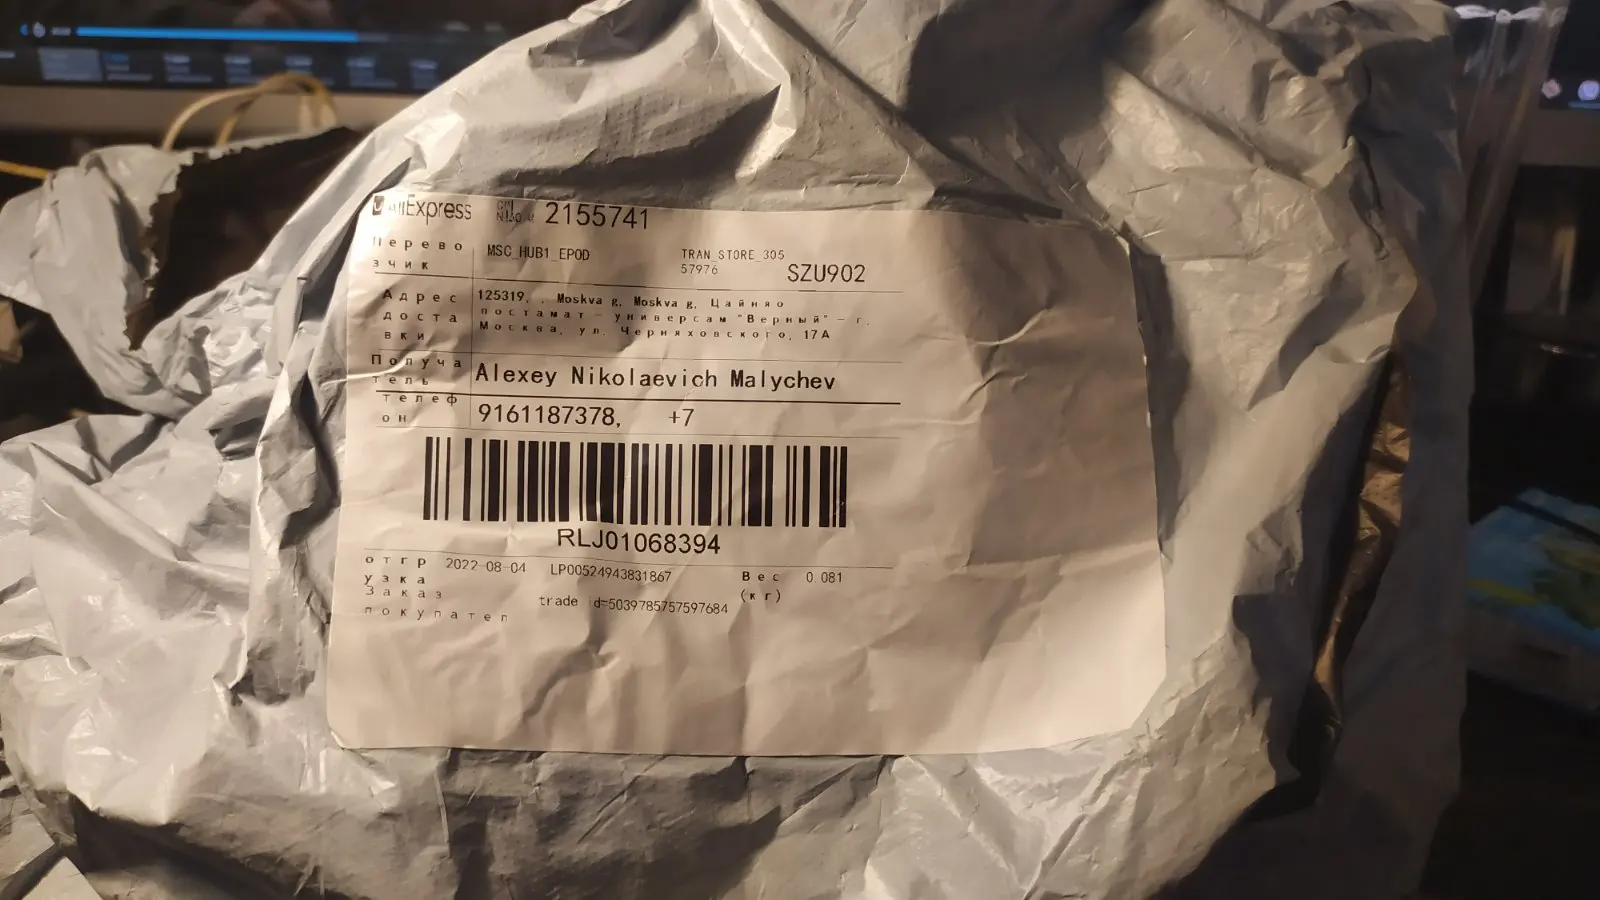 AliExpress 2155741
Перево MSC_HUB1_EPOD TRAN_STORE_305
зчик 57976 SZU902
Адрес 125319, , Moskva g, Moskva g, Цайняо
доста постамат - универсам "Верный" - г.
вки Москва, ул. Черняховского, 17А
Получа
тель Alexey Nikolaevich Malychev
телеф
он 9161187378, +7
RLJ01068394
отгр 2022-08-04 LP00524943831867 Вес 0.081
узка (кг)
Заказ trade id=5039785757597684
покупател